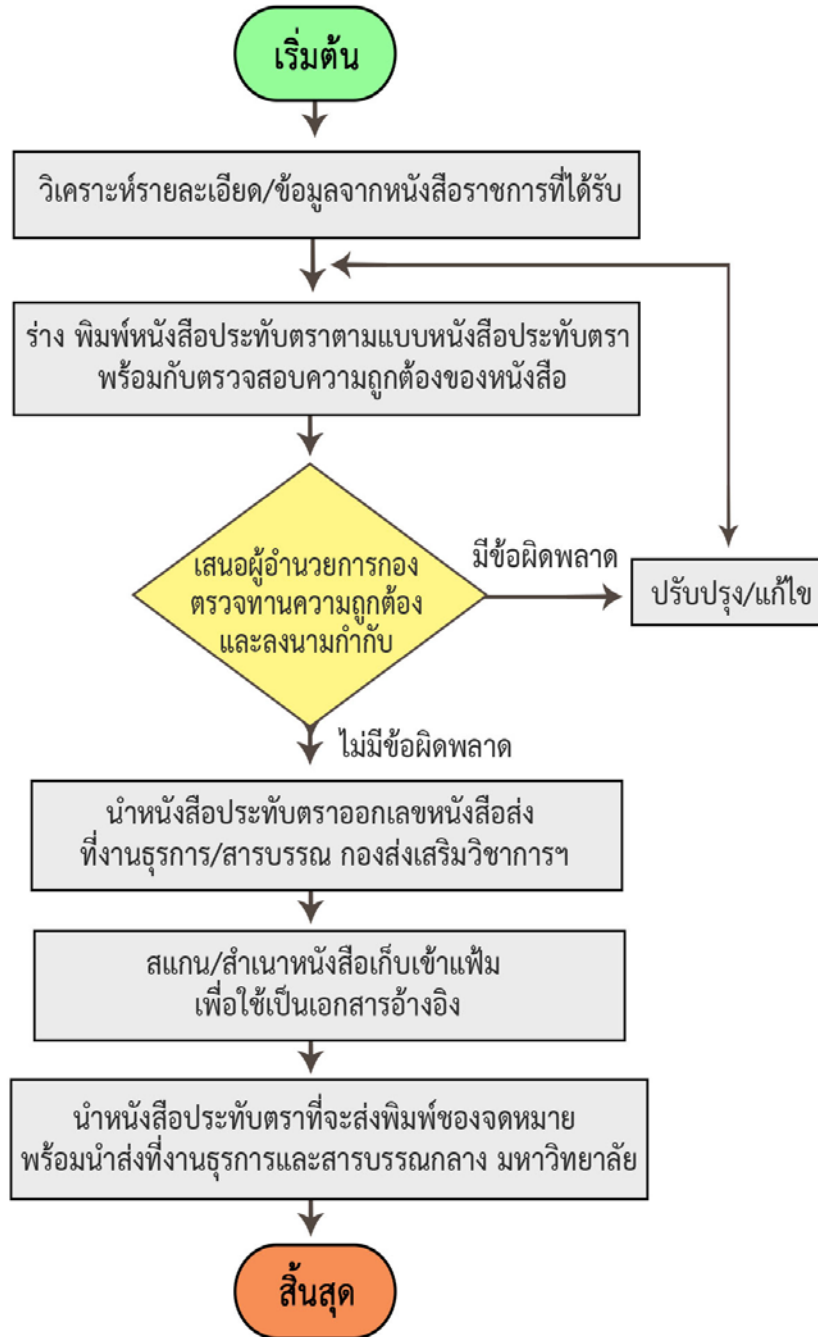 เริ่มต้น
วิเคราะห์รายละเอียด/ข้อมูลจากหนังสือราชการที่ได้รับ
ร่าง พิมพ์หนังสือประทับตราตามแบบหนังสือประทับตรา
พร้อมกับตรวจสอบความถูกต้องของหนังสือ
เสนอผู้อำนวยการกอง
ตรวจทานความถูกต้อง
และลงนามกำกับ
มีข้อผิดพลาด
ปรับปรุง/แก้ไข
ไม่มีข้อผิดพลาด
นำหนังสือประทับตราออกเลขหนังสือส่ง
ที่งานธุรการ/สารบรรณ กองส่งเสริมวิชาการฯ
สแกน/สำเนาหนังสือเก็บเข้าแฟ้ม
เพื่อใช้เป็นเอกสารอ้างอิง
นำหนังสือประทับตราที่จะส่งพิมพ์ซองจดหมาย
พร้อมนำส่งที่งานธุรการและสารบรรณกลาง มหาวิทยาลัย
สิ้นสุด